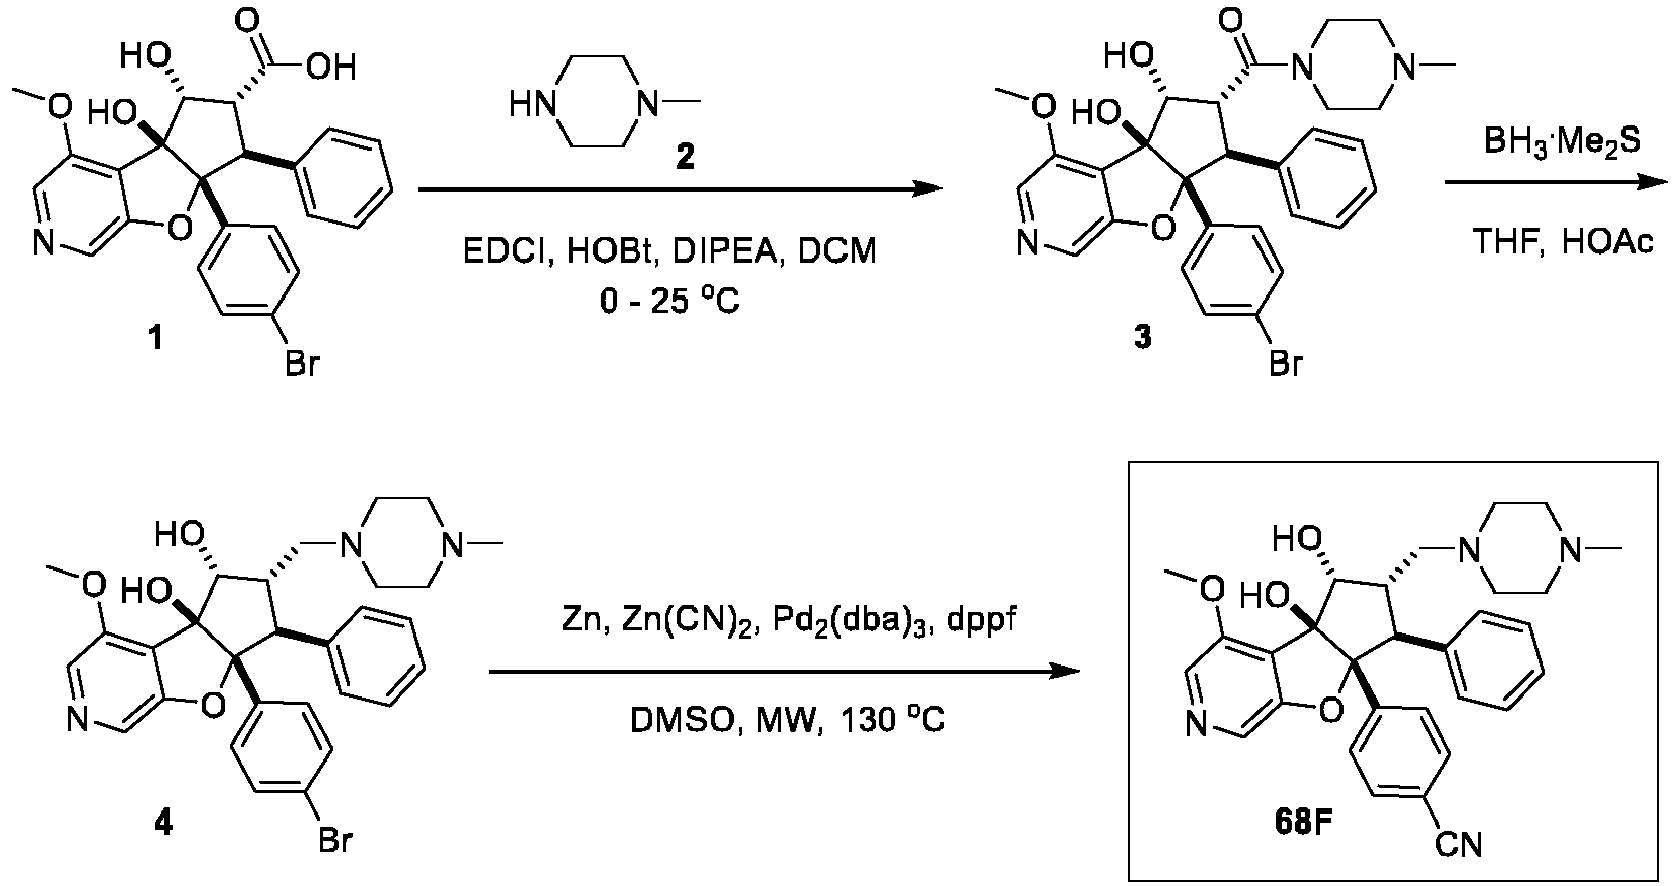 O
HO
OH
O
HO
N
O
1
Br
HN
N
2
EDCI, HOBt, DIPEA, DCM
0 - 25 °C
O
HO
N
N
O
HO
N
O
3
Br
BH₃·Me₂S
THF, HOAc
HO
N
N
O
HO
N
O
4
Br
Zn, Zn(CN)₂, Pd₂(dba)₃, dppf
DMSO, MW, 130 °C
HO
N
N
O
HO
N
O
68F
CN